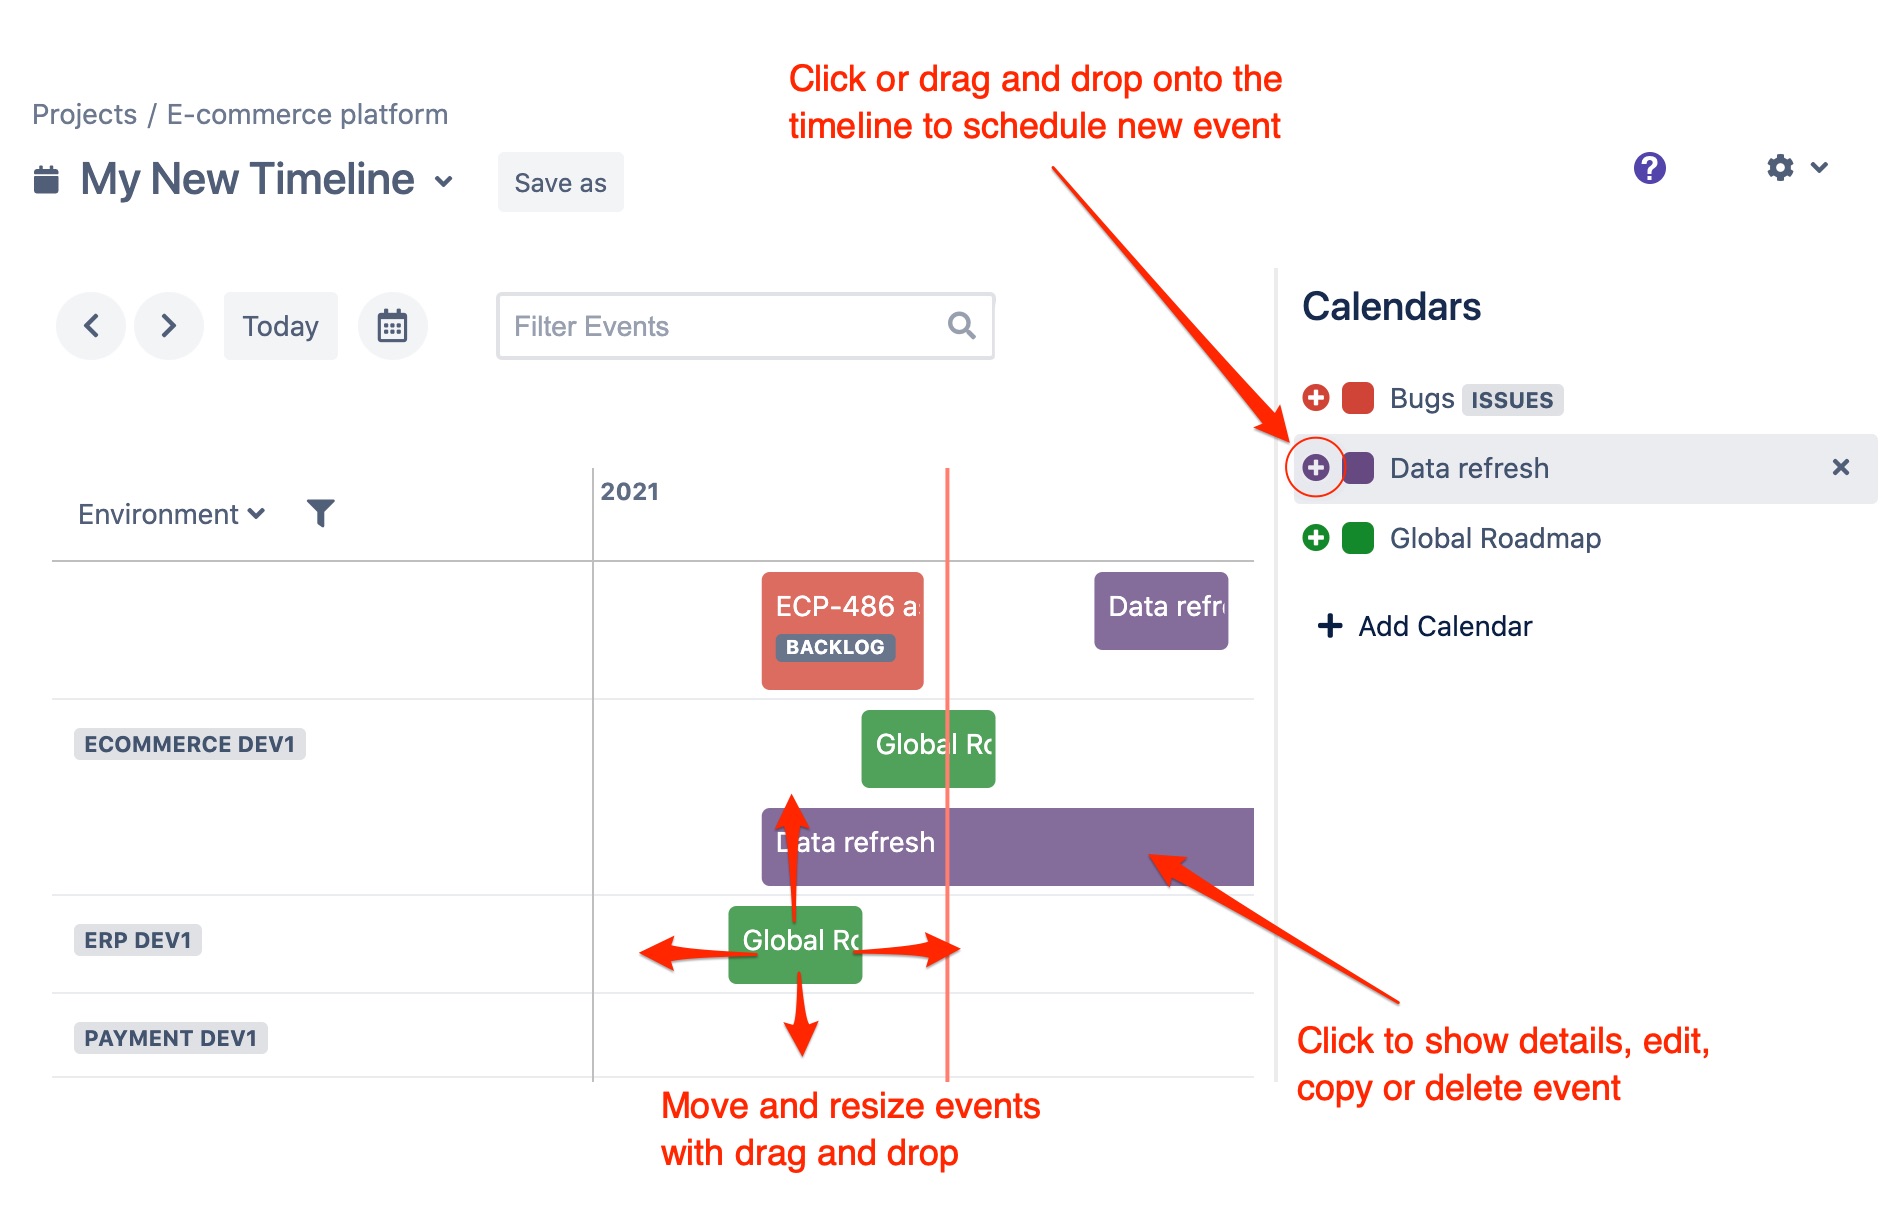 Click or drag and drop onto the
timeline to schedule new event
Projects / E-commerce platform
My New Timeline
Save as
?
Today
Filter Events
Calendars
Bugs ISSUES
Data refresh
Global Roadmap
Add Calendar
Environment
2021
ECP-486 a
BACKLOG
Data refr
ECOMMERCE DEV1
Global Ro
Data refresh
ERP DEV1
Global Ro
PAYMENT DEV1
Click to show details, edit,
copy or delete event
Move and resize events
with drag and drop